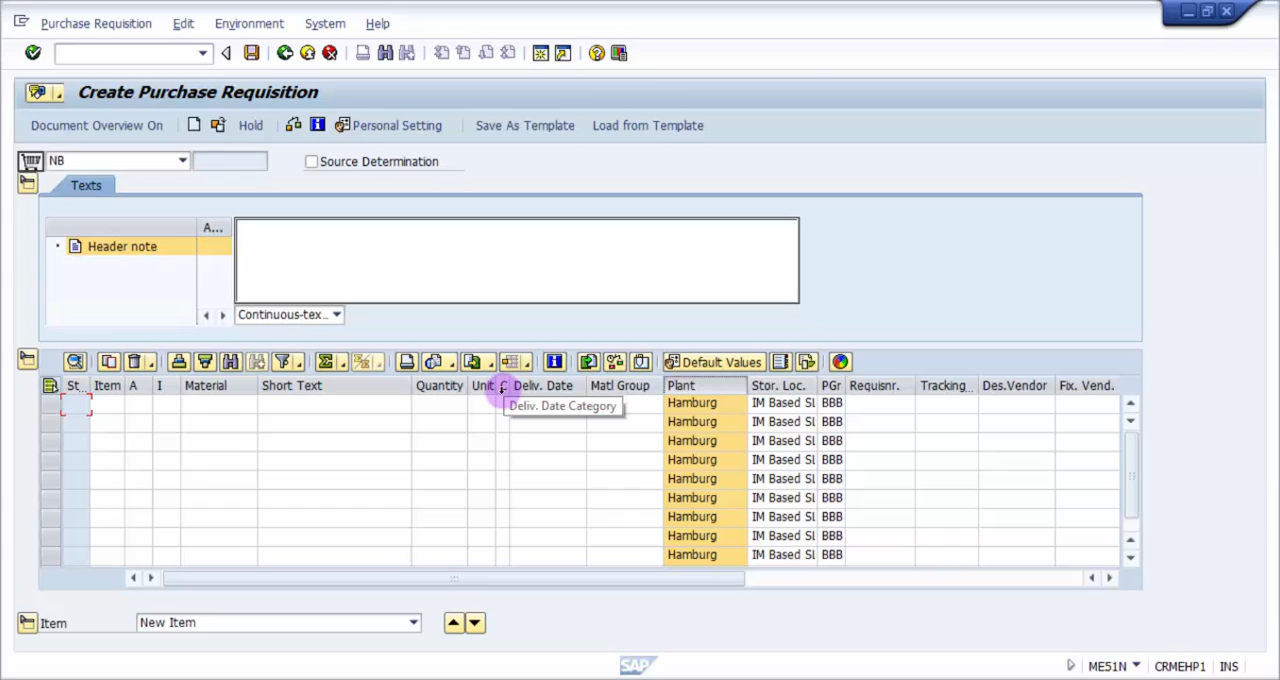 Purchase Requisition Edit Environment System Help
Create Purchase Requisition
Document Overview On Hold Personal Setting Save As Template Load from Template
NB Source Determination
Texts
A...
Header note
Continuous-tex...
Default Values
St.. Item A I Material Short Text Quantity Unit C Deliv. Date Matl Group Plant Stor. Loc. PGr Requisnr. Tracking... Des.Vendor Fix. Vend.
Hamburg IM Based SL BBB
Deliv. Date Category
Hamburg IM Based SL BBB
Hamburg IM Based SL BBB
Hamburg IM Based SL BBB
Hamburg IM Based SL BBB
Hamburg IM Based SL BBB
Hamburg IM Based SL BBB
Hamburg IM Based SL BBB
Hamburg IM Based SL BBB
Item New Item
SAP ME51N CRMEHP1 INS